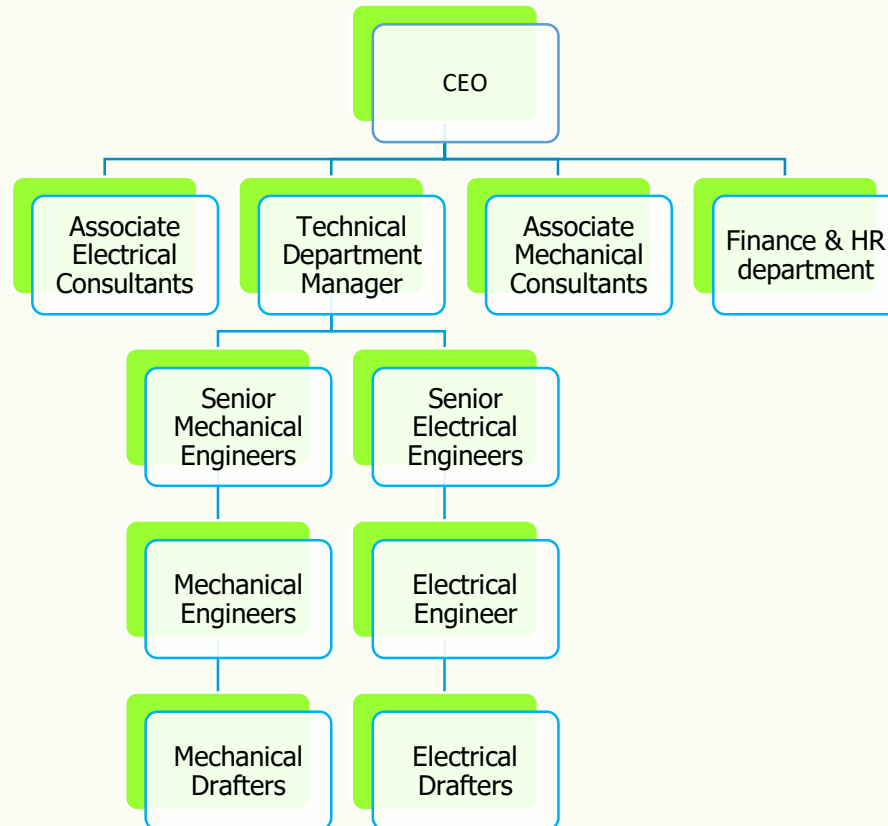 CEO
Associate
Electrical
Consultants
Technical
Department
Manager
Associate
Mechanical
Consultants
Finance & HR
department
Senior
Mechanical
Engineers
Senior
Electrical
Engineers
Mechanical
Engineers
Electrical
Engineer
Mechanical
Drafters
Electrical
Drafters